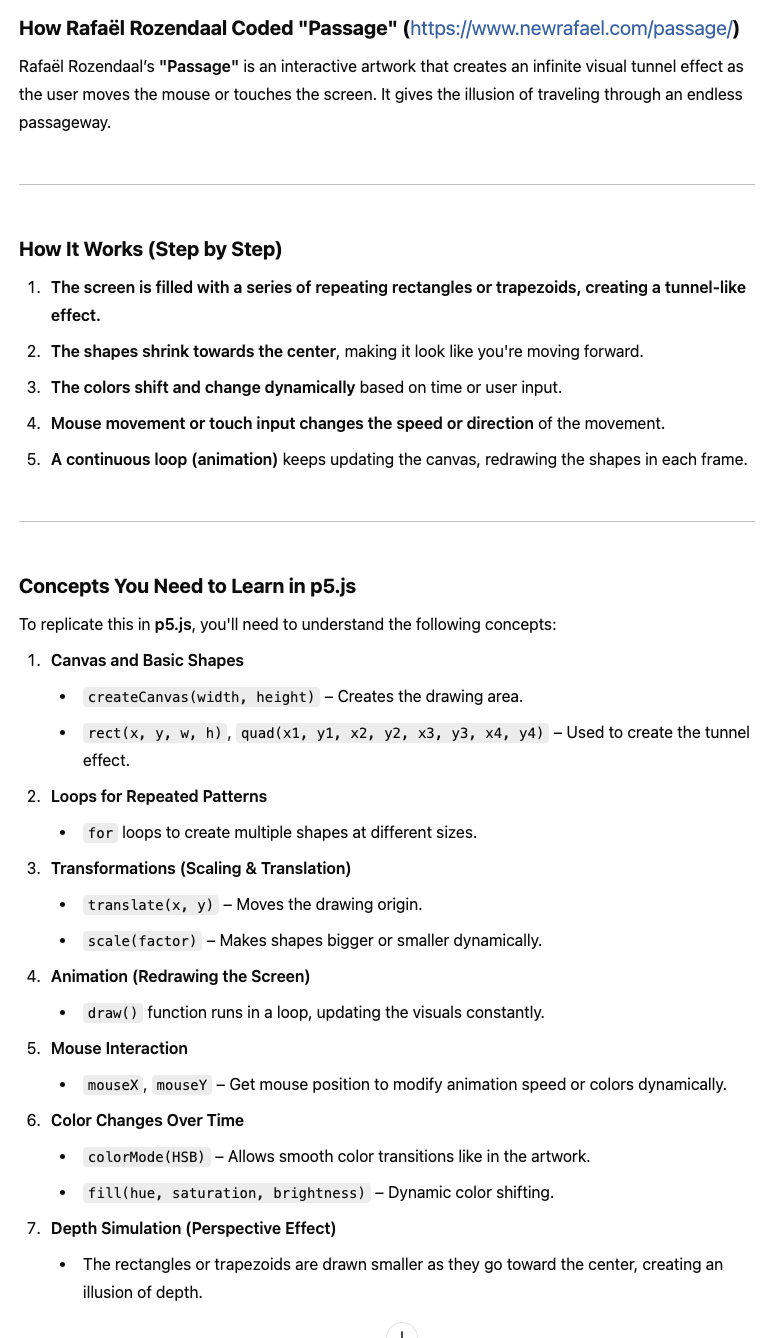 How Rafaël Rozendaal Coded "Passage" (https://www.newrafael.com/passage/)
Rafaël Rozendaal’s "Passage" is an interactive artwork that creates an infinite visual tunnel effect as
the user moves the mouse or touches the screen. It gives the illusion of traveling through an endless
passageway.
How It Works (Step by Step)
1. The screen is filled with a series of repeating rectangles or trapezoids, creating a tunnel-like
effect.
2. The shapes shrink towards the center, making it look like you're moving forward.
3. The colors shift and change dynamically based on time or user input.
4. Mouse movement or touch input changes the speed or direction of the movement.
5. A continuous loop (animation) keeps updating the canvas, redrawing the shapes in each frame.
Concepts You Need to Learn in p5.js
To replicate this in p5.js, you'll need to understand the following concepts:
1. Canvas and Basic Shapes
• createCanvas(width, height) – Creates the drawing area.
• rect(x, y, w, h), quad(x1, y1, x2, y2, x3, y3, x4, y4) – Used to create the tunnel
effect.
2. Loops for Repeated Patterns
• for loops to create multiple shapes at different sizes.
3. Transformations (Scaling & Translation)
• translate(x, y) – Moves the drawing origin.
• scale(factor) – Makes shapes bigger or smaller dynamically.
4. Animation (Redrawing the Screen)
• draw() function runs in a loop, updating the visuals constantly.
5. Mouse Interaction
• mouseX, mouseY – Get mouse position to modify animation speed or colors dynamically.
6. Color Changes Over Time
• colorMode(HSB) – Allows smooth color transitions like in the artwork.
• fill(hue, saturation, brightness) – Dynamic color shifting.
7. Depth Simulation (Perspective Effect)
• The rectangles or trapezoids are drawn smaller as they go toward the center, creating an
illusion of depth.